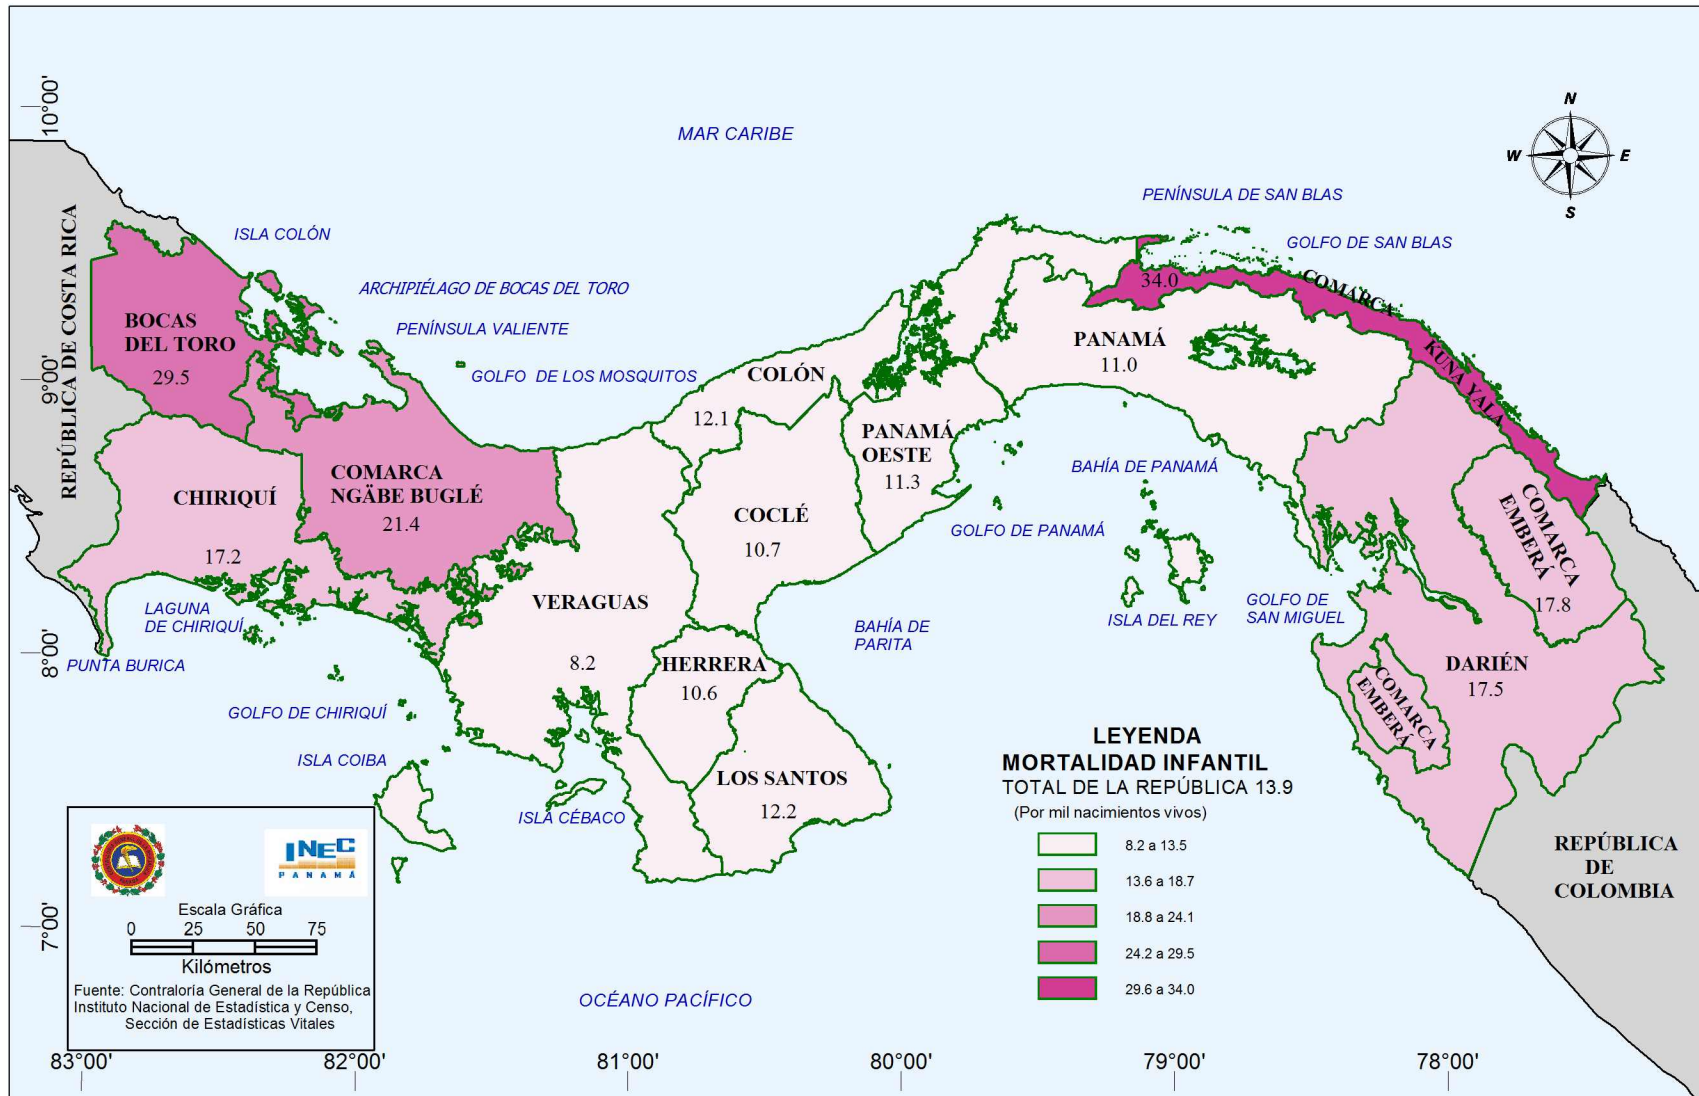 10°00'
9°00'
8°00'
7°00'
83°00'
82°00'
81°00'
80°00'
79°00'
78°00'
N
W
E
S
MAR CARIBE
PENÍNSULA DE SAN BLAS
GOLFO DE SAN BLAS
ISLA COLÓN
ARCHIPIÉLAGO DE BOCAS DEL TORO
PENÍNSULA VALIENTE
GOLFO DE LOS MOSQUITOS
REPÚBLICA DE COSTA RICA
BOCAS
DEL TORO
29.5
CHIRIQUÍ
17.2
COMARCA
NGÄBE BUGLÉ
21.4
VERAGUAS
8.2
COLÓN
12.1
COCLÉ
10.7
PANAMÁ
OESTE
11.3
PANAMÁ
11.0
34.0
COMARCA
KUNA YALA
COMARCA
EMBERÁ
17.8
DARIÉN
17.5
COMARCA
EMBERÁ
HERRERA
10.6
LOS SANTOS
12.2
BAHÍA DE PANAMÁ
GOLFO DE PANAMÁ
ISLA DEL REY
GOLFO DE
SAN MIGUEL
BAHÍA DE
PARITA
LAGUNA
DE CHIRIQUÍ
PUNTA BURICA
GOLFO DE CHIRIQUÍ
ISLA COIBA
ISLA CÉBACO
OCÉANO PACÍFICO
REPÚBLICA
DE
COLOMBIA
LEYENDA
MORTALIDAD INFANTIL
TOTAL DE LA REPÚBLICA 13.9
(Por mil nacimientos vivos)
8.2 a 13.5
13.6 a 18.7
18.8 a 24.1
24.2 a 29.5
29.6 a 34.0
INEC
PANAMÁ
Escala Gráfica
0 25 50 75
Kilómetros
Fuente: Contraloría General de la República
Instituto Nacional de Estadística y Censo,
Sección de Estadísticas Vitales